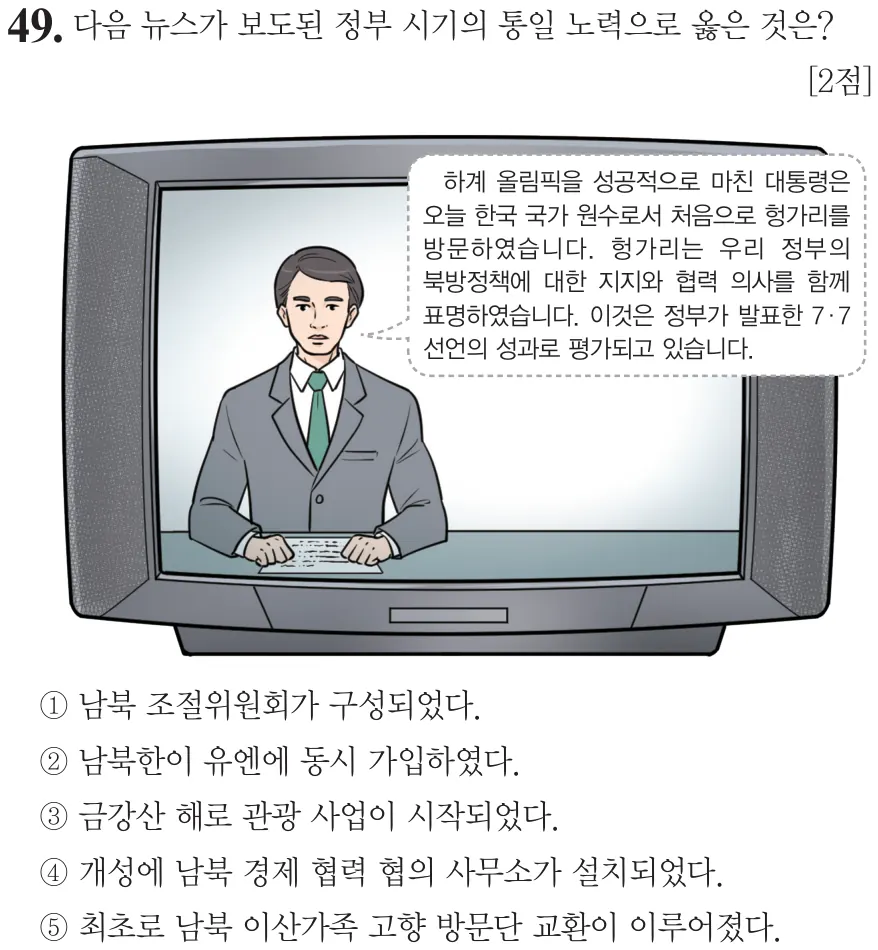 49. 다음 뉴스가 보도된 정부 시기의 통일 노력으로 옳은 것은?
[2점]
하계 올림픽을 성공적으로 마친 대통령은
오늘 한국 국가 원수로서 처음으로 헝가리를
방문하였습니다. 헝가리는 우리 정부의
북방정책에 대한 지지와 협력 의사를 함께
표명하였습니다. 이것은 정부가 발표한 7·7
선언의 성과로 평가되고 있습니다.
① 남북 조절위원회가 구성되었다.
② 남북한이 유엔에 동시 가입하였다.
③ 금강산 해로 관광 사업이 시작되었다.
④ 개성에 남북 경제 협력 협의 사무소가 설치되었다.
⑤ 최초로 남북 이산가족 고향 방문단 교환이 이루어졌다.